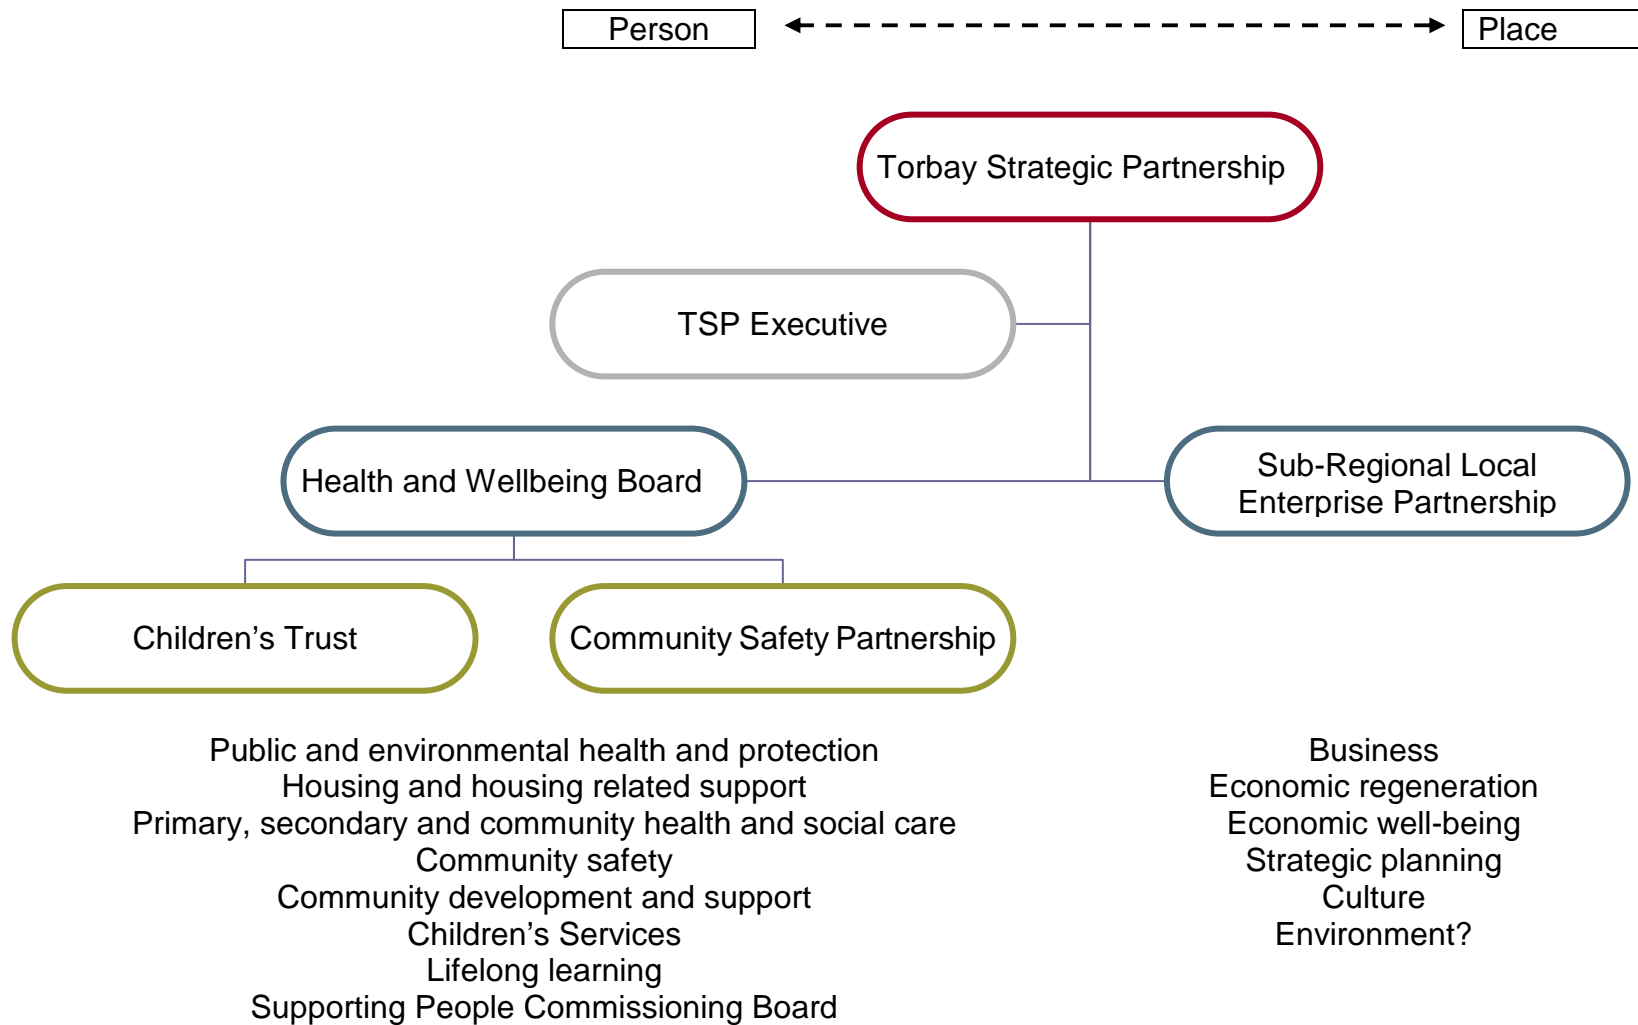 Person
Place
Torbay Strategic Partnership
TSP Executive
Health and Wellbeing Board
Sub-Regional Local
Enterprise Partnership
Children’s Trust
Community Safety Partnership
Public and environmental health and protection
Housing and housing related support
Primary, secondary and community health and social care
Community safety
Community development and support
Children’s Services
Lifelong learning
Supporting People Commissioning Board
Business
Economic regeneration
Economic well-being
Strategic planning
Culture
Environment?